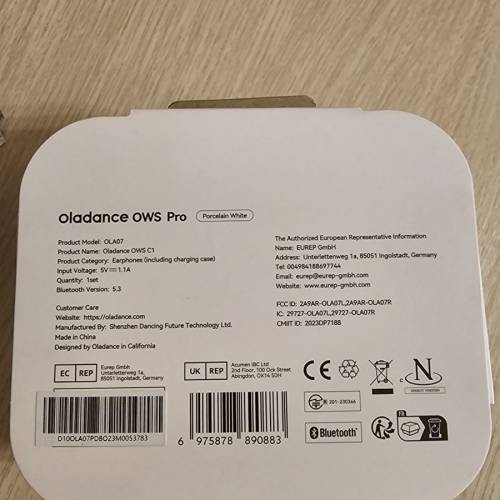 oladance OWS Pro
Porcelain White
Product Model: OLA07
Product Name: Oladance OWS C1
Product Category: Earphones (including charging case)
Input Voltage: 5V⎓1.1A
Quantity: 1set
Bluetooth Version: 5.3
Customer Care
Website: https://oladance.com
Manufactured By: Shenzhen Dancing Future Technology Ltd.
Made in China
Designed by Oladance in California
The Authorized European Representative Information
Name: EUREP GmbH
Address: Unterlettenweg 1a, 85051 Ingolstadt, Germany
Tel: 004984188697744
Email: eurep@eurep-gmbh.com
Website: www.eurep-gmbh.com
FCC ID: 2A9AR-OLA07L,2A9AR-OLA07R
IC: 29727-OLA07L,29727-OLA07R
CMIIT ID: 2023DP7188
EC REP
Eurep Gmbh
Unterlettenweg 1a,
85051 Ingolstadt, Germany
UK REP
Acumen IBC Ltd
2nd Floor, 100 Ock Street
Abingdon, OX14 5DH
CE
C N
D10OLA07PDBO23M0053783
6 975878 890883
201-230366
Bluetooth®
FR